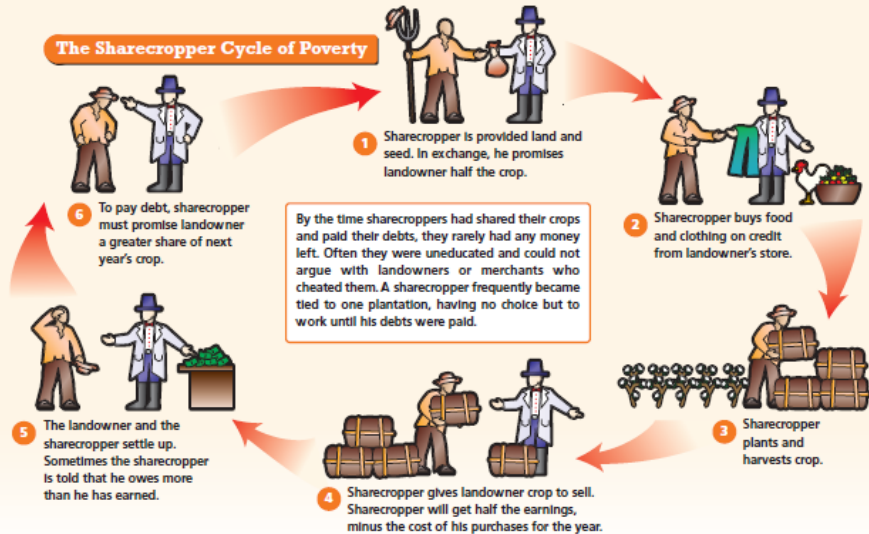 The Sharecropper Cycle of Poverty
1
Sharecropper is provided land and
seed. In exchange, he promises
landowner half the crop.
2
Sharecropper buys food
and clothing on credit
from landowner's store.
3
Sharecropper
plants and
harvests crop.
4
Sharecropper gives landowner crop to sell.
Sharecropper will get half the earnings,
minus the cost of his purchases for the year.
5
The landowner and the
sharecropper settle up.
Sometimes the sharecropper
is told that he owes more
than he has earned.
6
To pay debt, sharecropper
must promise landowner
a greater share of next
year's crop.
By the time sharecroppers had shared their crops
and paid their debts, they rarely had any money
left. Often they were uneducated and could not
argue with landowners or merchants who
cheated them. A sharecropper frequently became
tied to one plantation, having no choice but to
work until his debts were paid.